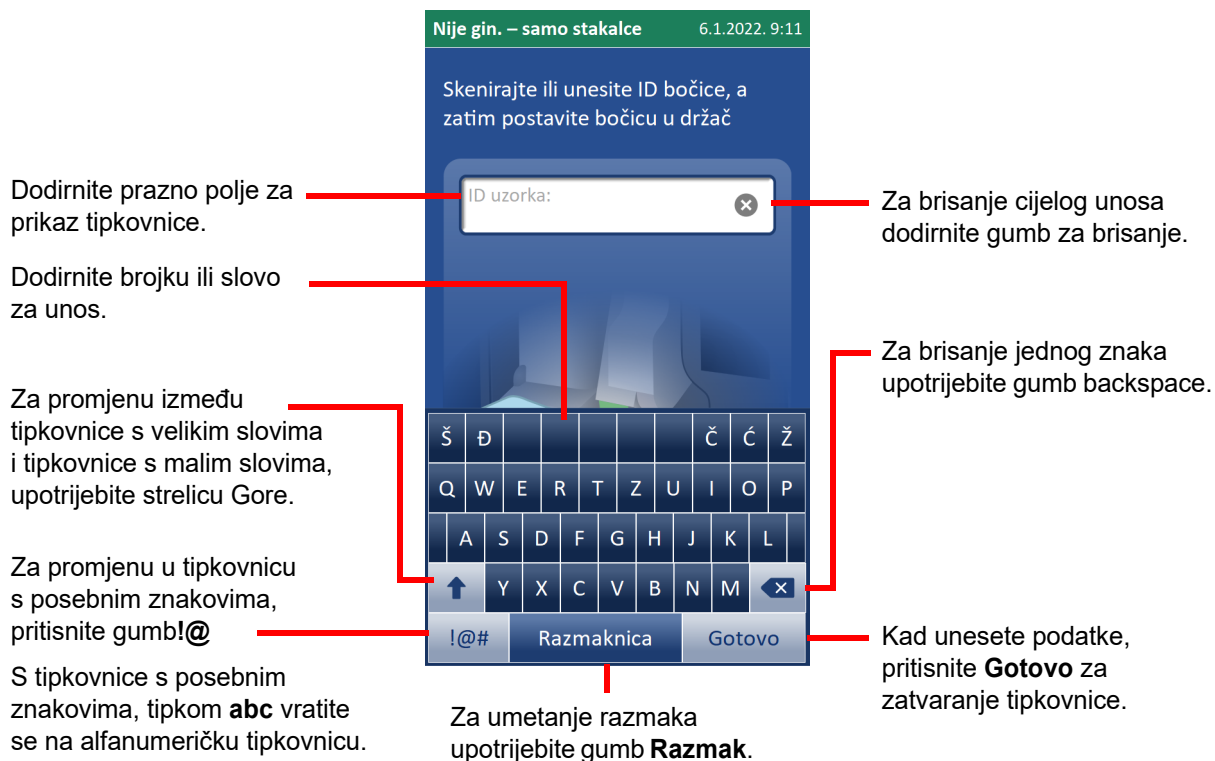 Nije gin. – samo stakalce 6.1.2022. 9:11
Skenirajte ili unesite ID bočice, a
zatim postavite bočicu u držač
ID uzorka:
Dodirnite prazno polje za
prikaz tipkovnice.
Dodirnite brojku ili slovo
za unos.
Za promjenu između
tipkovnice s velikim slovima
i tipkovnice s malim slovima,
upotrijebite strelicu Gore.
Za promjenu u tipkovnicu
s posebnim znakovima,
pritisnite gumb!@
S tipkovnice s posebnim
znakovima, tipkom abc vratite
se na alfanumeričku tipkovnicu.
Š Đ Č Ć Ž
Q W E R T Z U I O P
A S D F G H J K L
Y X C V B N M
!@# Razmaknica Gotovo
Za umetanje razmaka
upotrijebite gumb Razmak.
Za brisanje cijelog unosa
dodirnite gumb za brisanje.
Za brisanje jednog znaka
upotrijebite gumb backspace.
Kad unesete podatke,
pritisnite Gotovo za
zatvaranje tipkovnice.